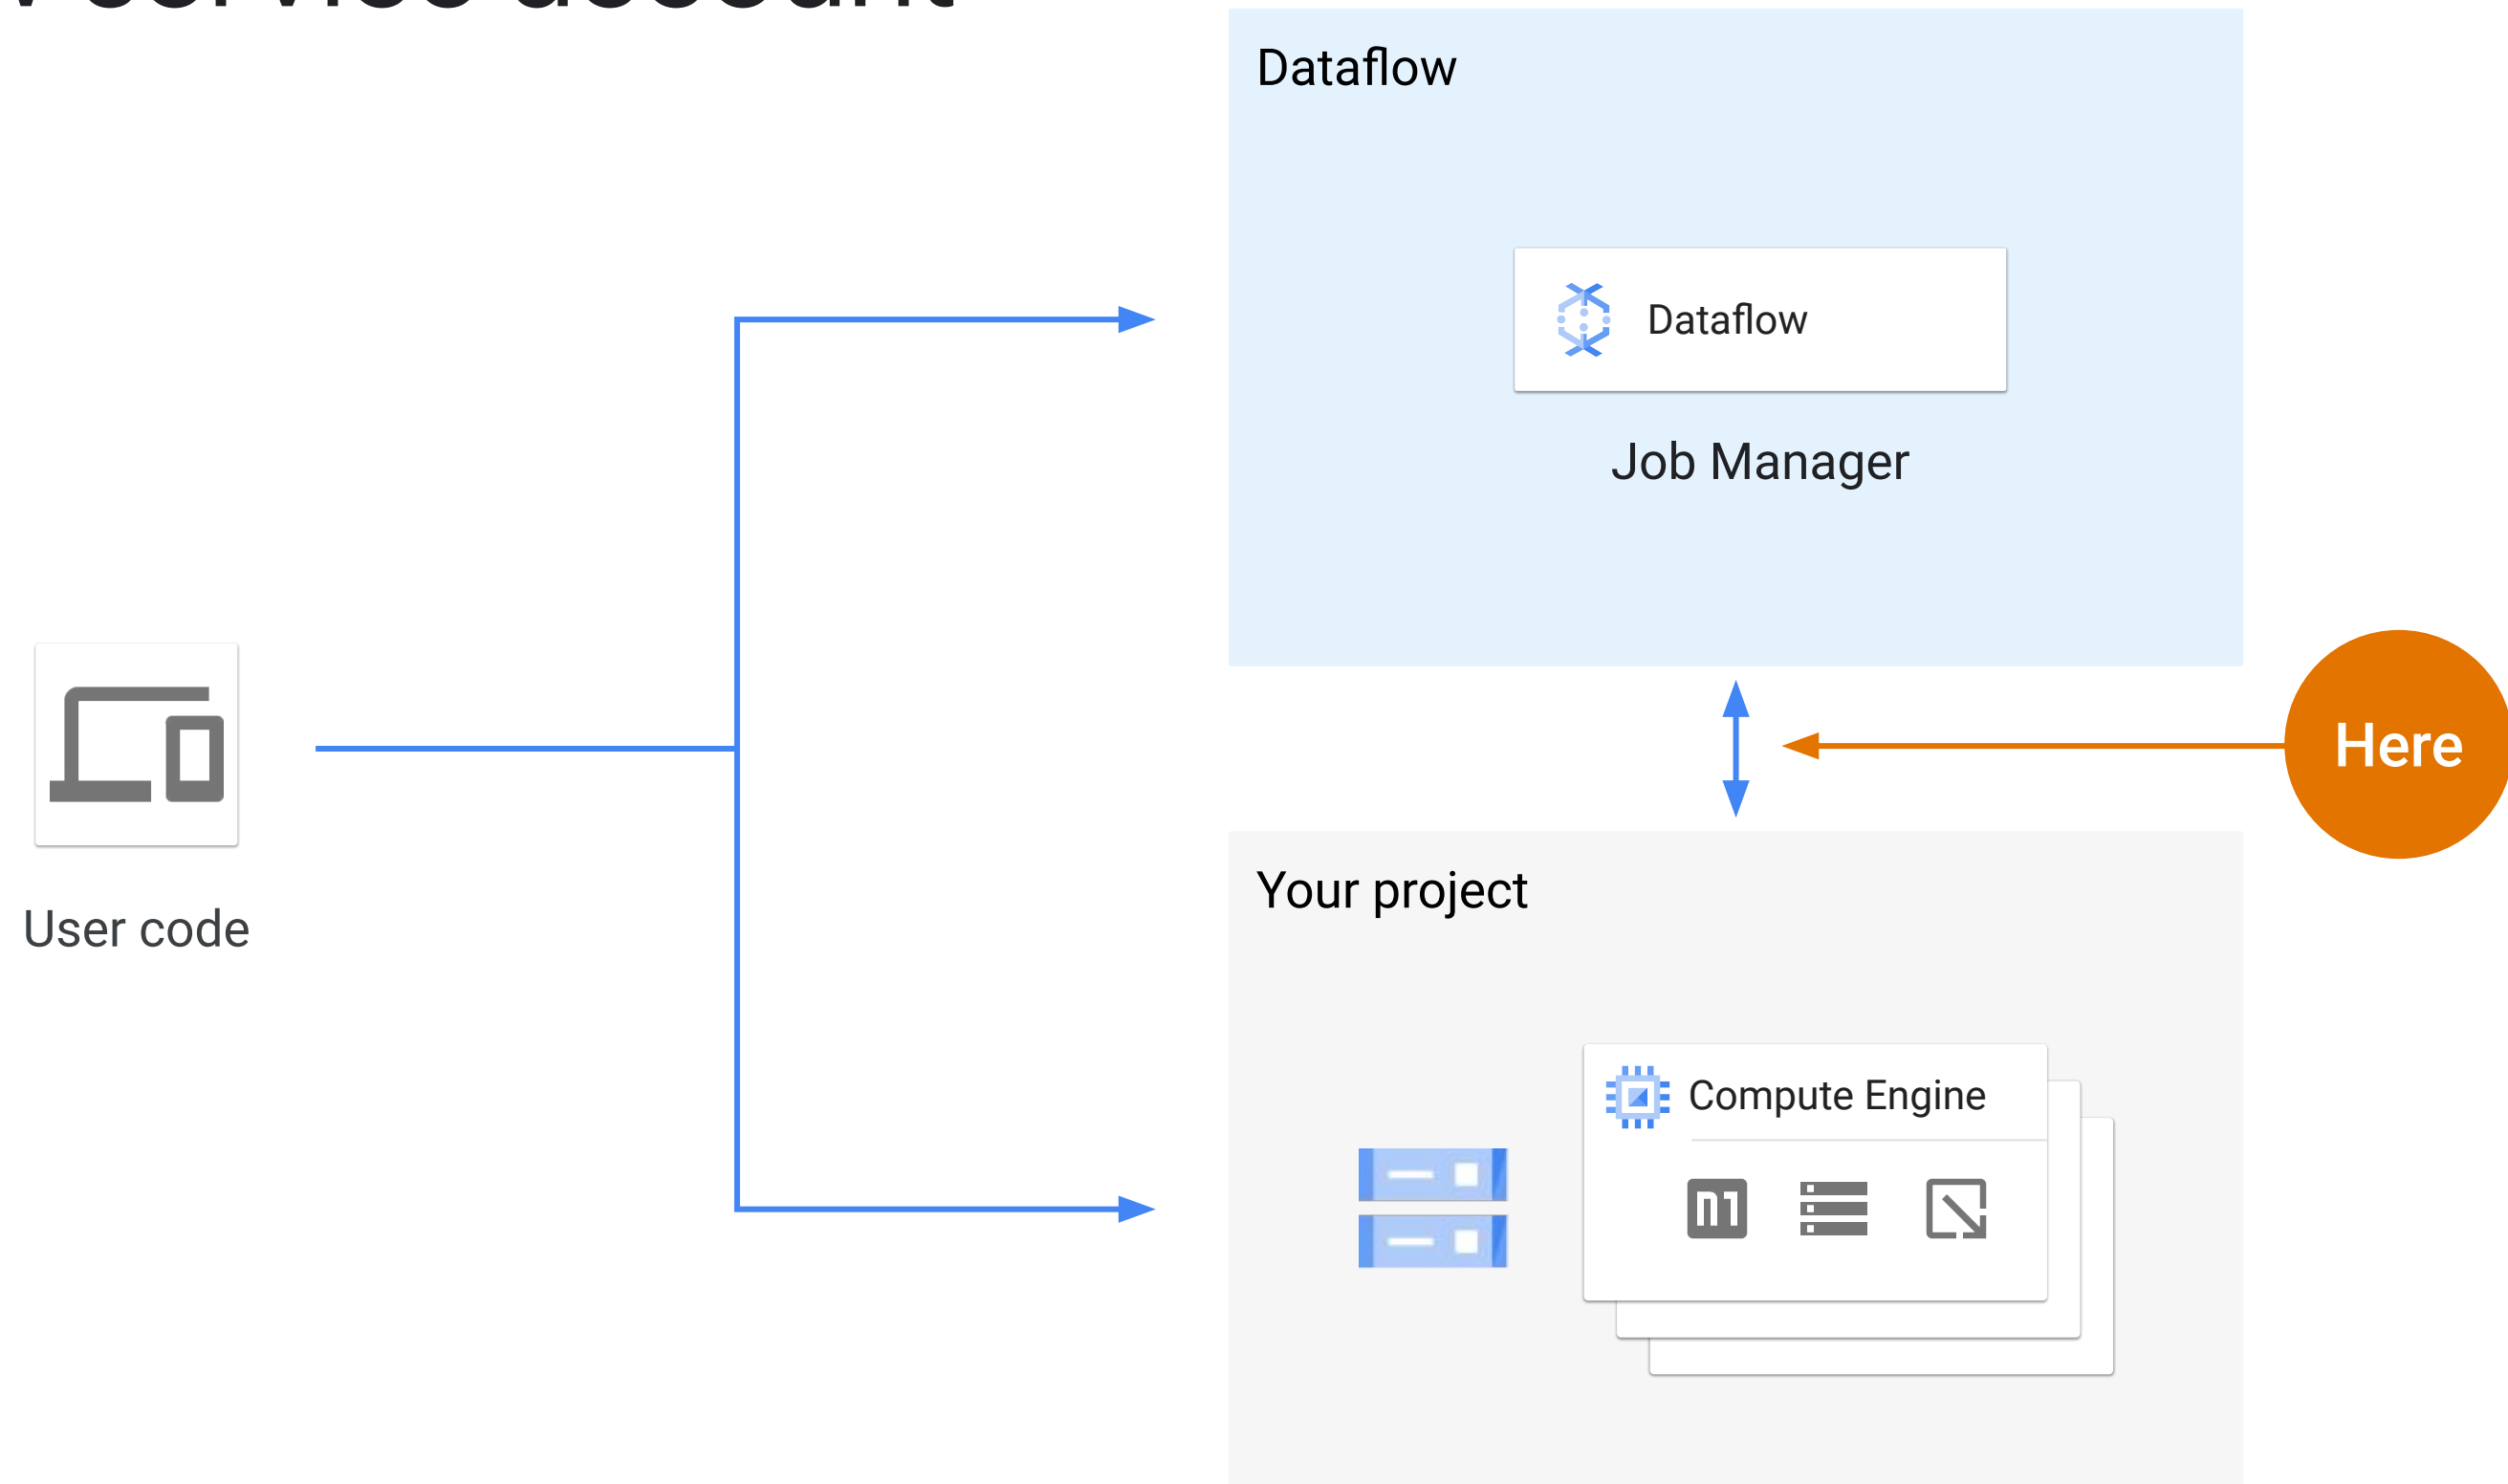 Dataflow
Dataflow
Job Manager
Here
User code
Your project
Compute Engine